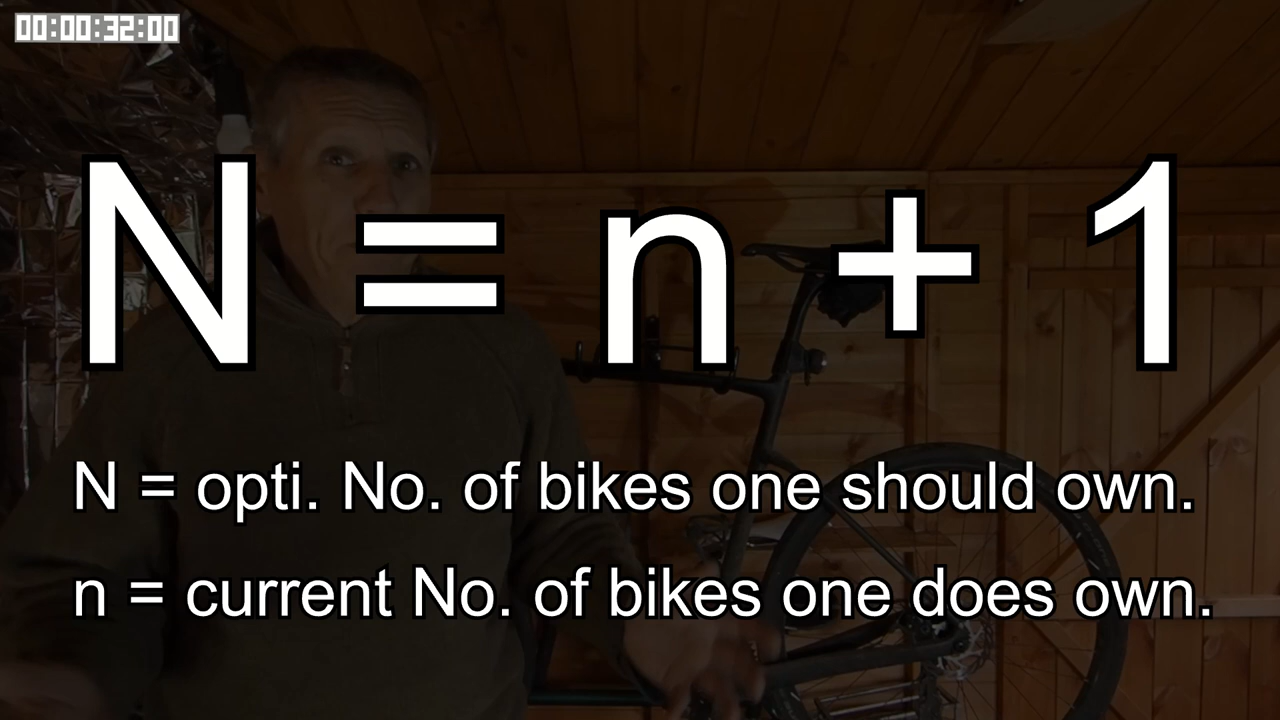 00:00:32:00
N = n + 1
N = opti. No. of bikes one should own.
n = current No. of bikes one does own.